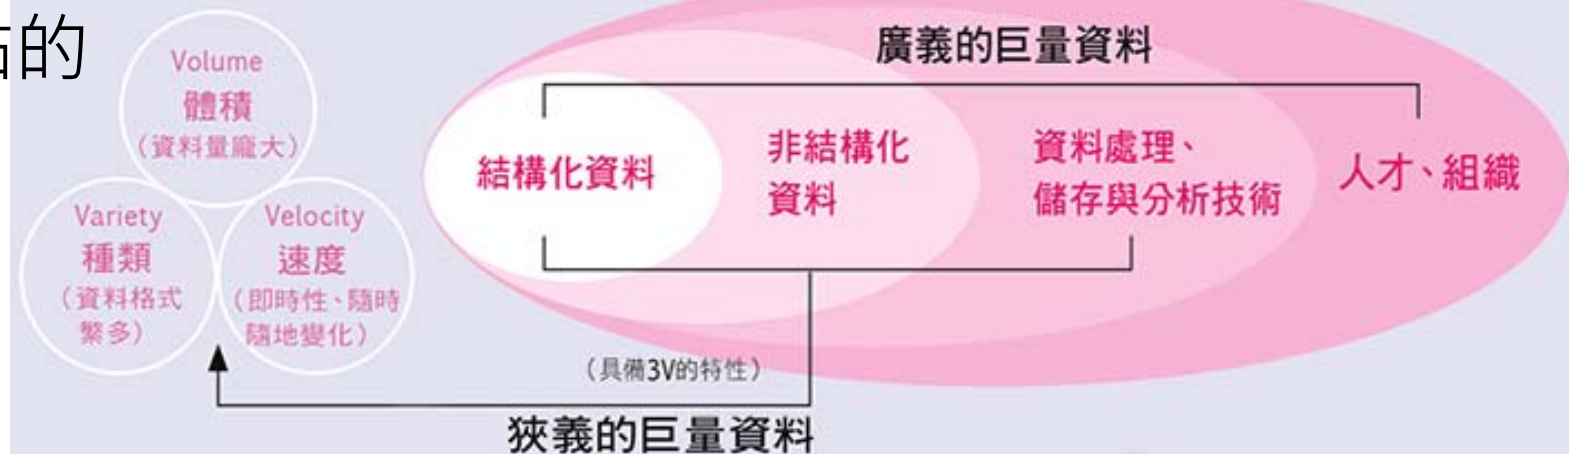 的
Volume
體積
（資料量龐大）
Variety
種類
（資料格式
繁多）
Velocity
速度
（即時性、隨時
隨地變化）
廣義的巨量資料
結構化資料
非結構化
資料
資料處理、
儲存與分析技術
人才、組織
（具備3V的特性）
狹義的巨量資料